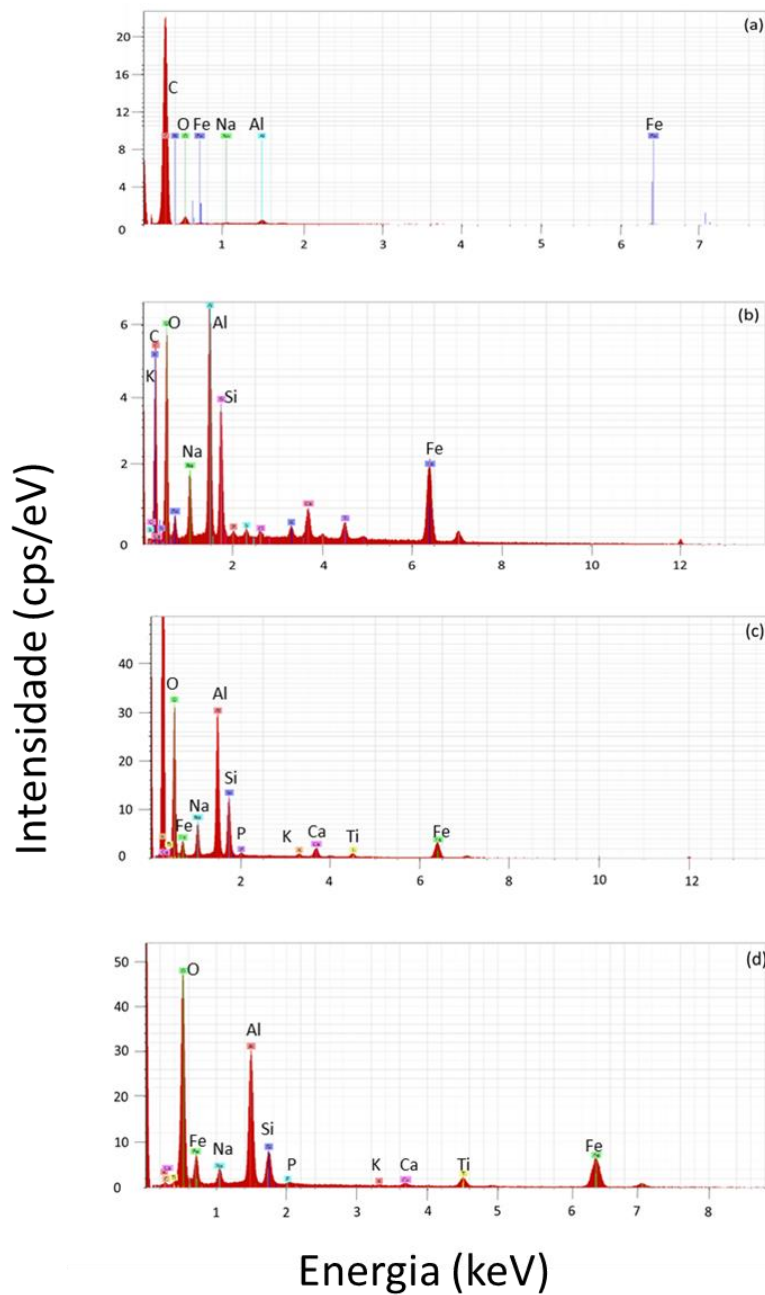 Intensidade (cps/eV)
(a)
20
16
12
8
4
0
C
O Fe Na Al Fe
1 2 3 4 5 6 7
(b)
6
4
2
0
C
O
K
Al
Si
Na
Fe
2 4 6 8 10 12
(c)
40
30
20
10
0
O
Al
Si
Fe
Na
P
K
Ca
Ti
Fe
2 4 6 8 10 12
(d)
50
40
30
20
10
0
O
Al
Fe
Na
Si
P
K
Ca
Ti
Fe
1 2 3 4 5 6 7 8
Energia (keV)